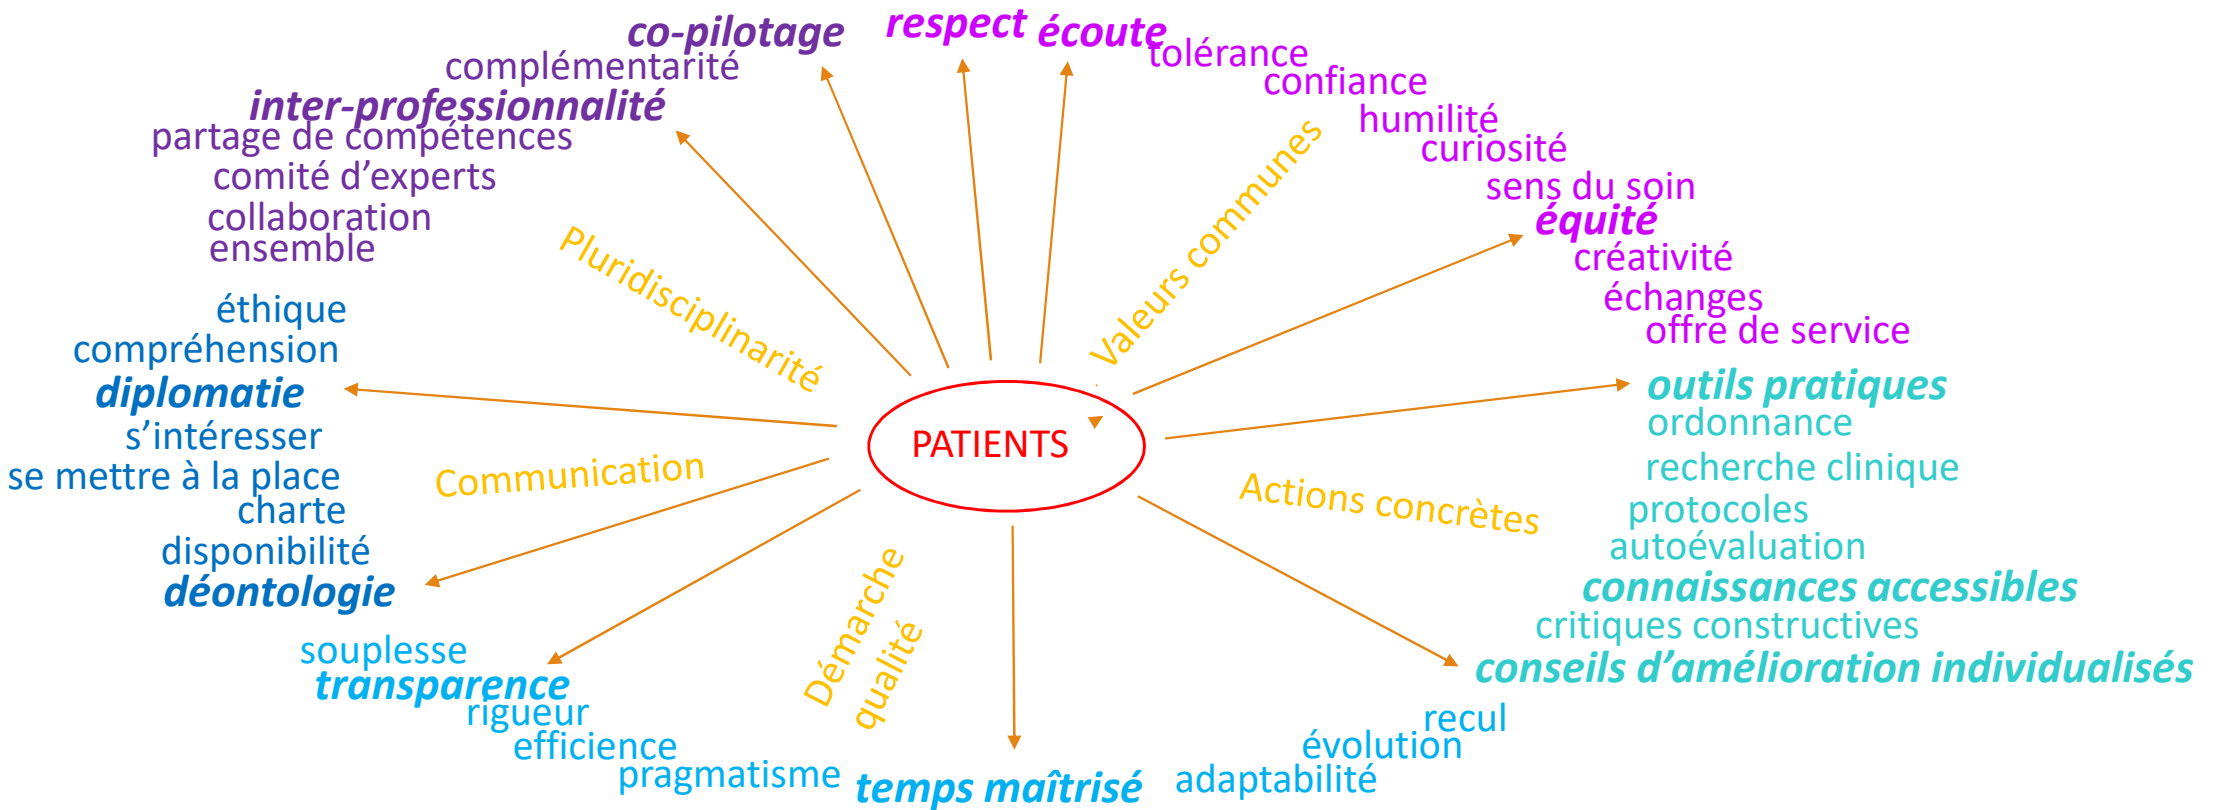 co-pilotage
complémentarité
inter-professionnalité
partage de compétences
comité d'experts
collaboration
ensemble
Pluridisciplinarité
respect
écoute
tolérance
confiance
humilité
curiosité
sens du soin
équité
créativité
échanges
offre de service
Valeurs communes
PATIENTS
éthique
compréhension
diplomatie
s'intéresser
se mettre à la place
charte
disponibilité
déontologie
Communication
outils pratiques
ordonnance
recherche clinique
protocoles
autoévaluation
connaissances accessibles
critiques constructives
conseils d'amélioration individualisés
Actions concrètes
souplesse
transparence
rigueur
efficience
pragmatisme
temps maîtrisé
adaptabilité
évolution
recul
Démarche
qualité